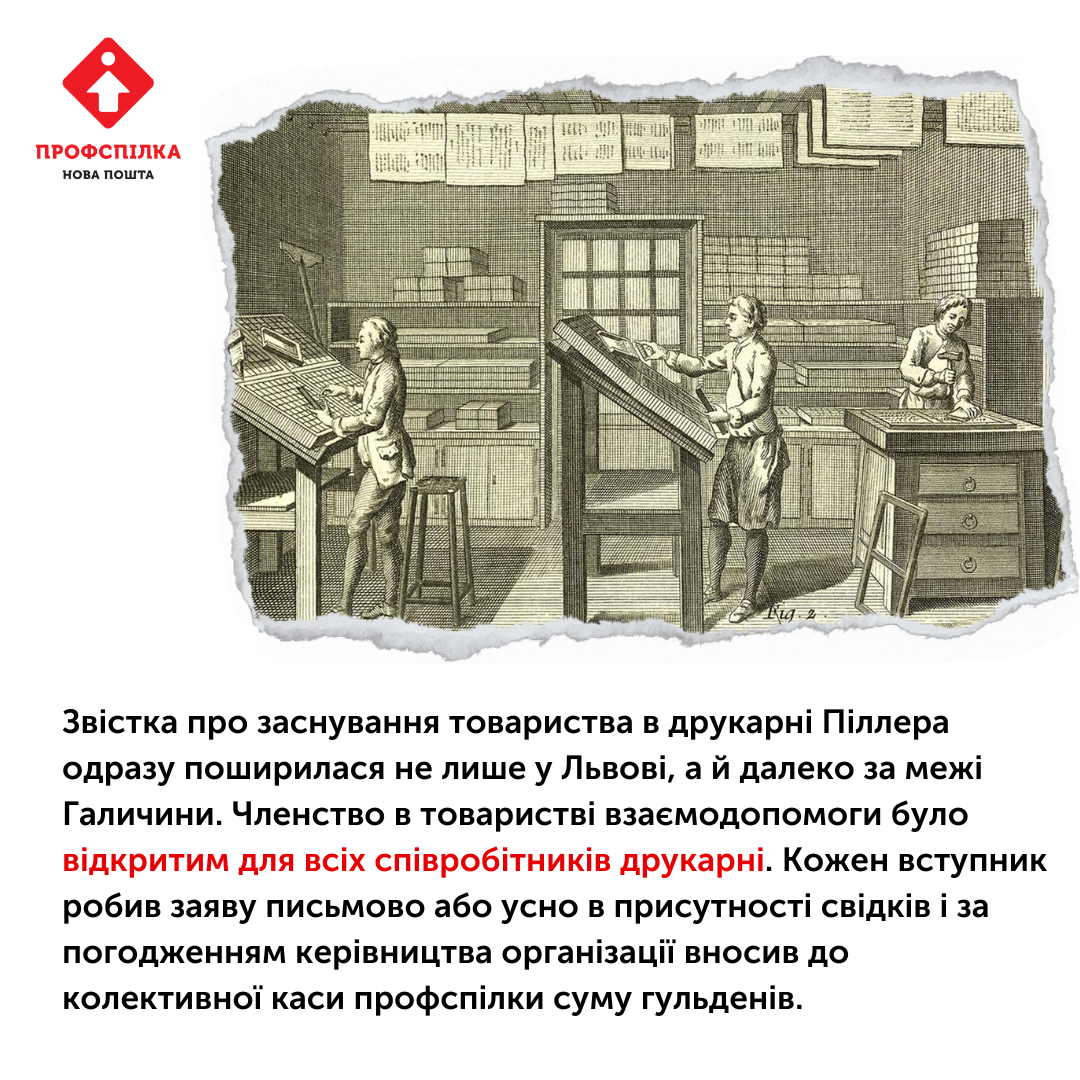 ПРОФСПІЛКА
НОВА ПОШТА
Fig. 2.
Звістка про заснування товариства в друкарні Піллера
одразу поширилася не лише у Львові, а й далеко за межі
Галичини. Членство в товаристві взаємодопомоги було
відкритим для всіх співробітників друкарні. Кожен вступник
робив заяву письмово або усно в присутності свідків і за
погодженням керівництва організації вносив до
колективної каси профспілки суму гульденів.